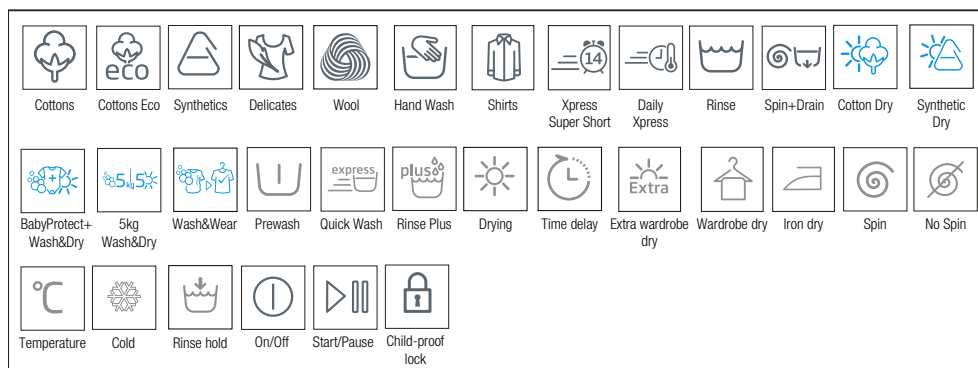 eco
14
Cottons Cottons Eco Synthetics Delicates Wool Hand Wash Shirts Xpress Super Short Daily Xpress Rinse Spin+Drain Cotton Dry Synthetic Dry
5kg 5
express
plus
Extra
BabyProtect+ Wash&Dry 5kg Wash&Dry Wash&Wear Prewash Quick Wash Rinse Plus Drying Time delay Extra wardrobe dry Wardrobe dry Iron dry Spin No Spin
°C
Temperature Cold Rinse hold On/Off Start/Pause Child-proof lock